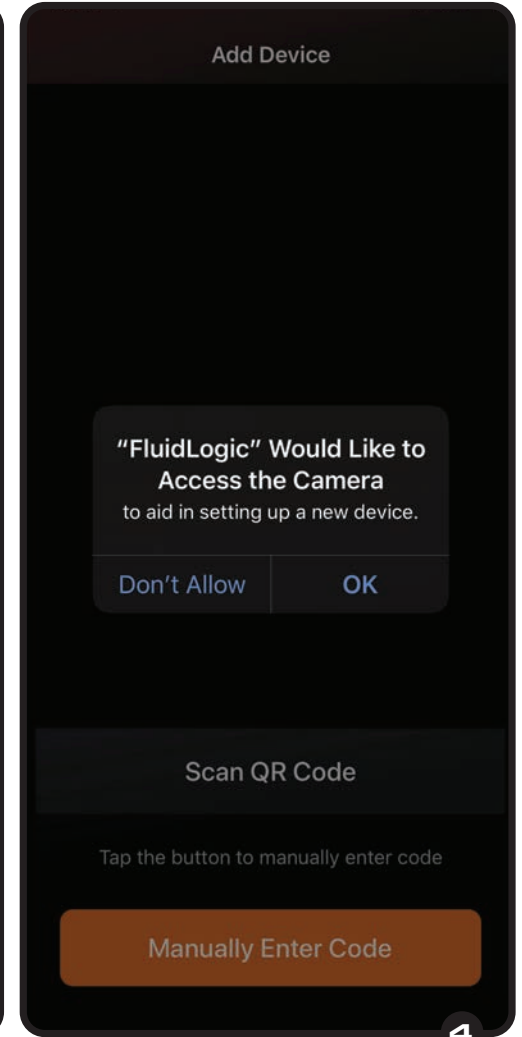 Add Device
“FluidLogic” Would Like to
Access the Camera
to aid in setting up a new device.
Don’t Allow
OK
Scan QR Code
Tap the button to manually enter code
Manually Enter Code